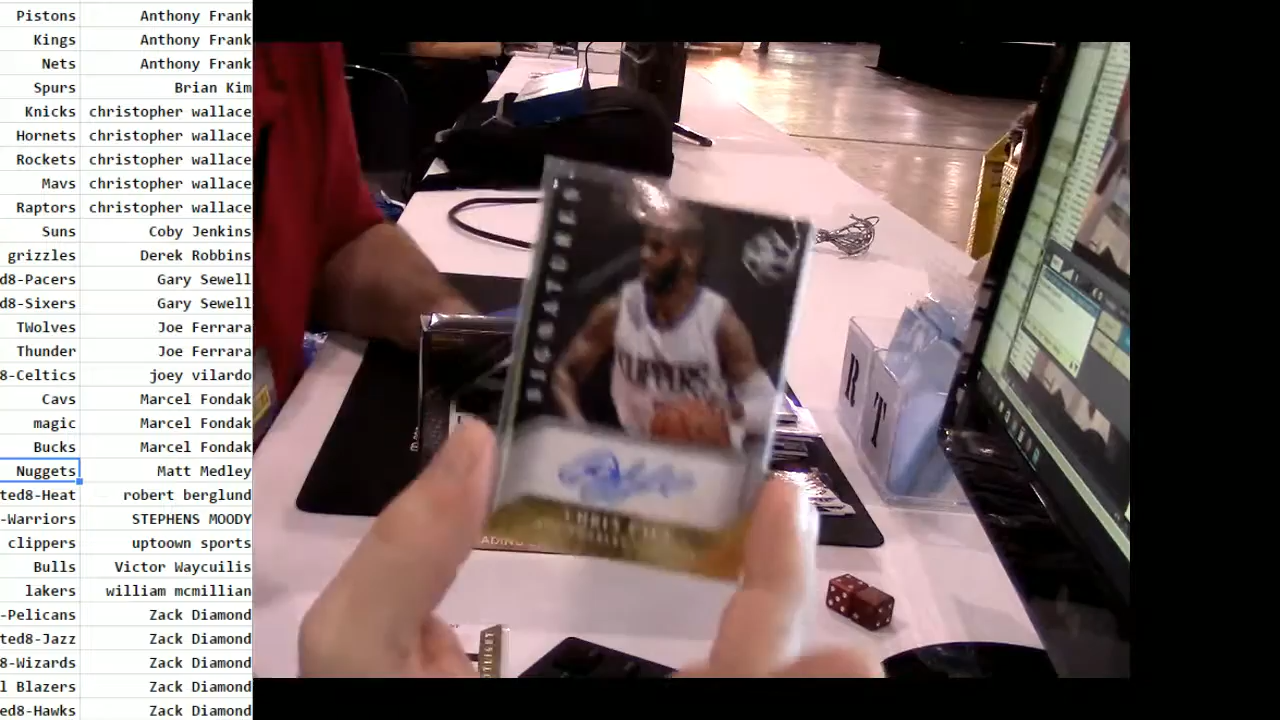 Pistons Anthony Frank
Kings Anthony Frank
Nets Anthony Frank
Spurs Brian Kim
Knicks christopher wallace
Hornets christopher wallace
Rockets christopher wallace
Mavs christopher wallace
Raptors christopher wallace
Suns Coby Jenkins
grizzles Derek Robbins
d8-Pacers Gary Sewell
ed8-Sixers Gary Sewell
TWolves Joe Ferrara
Thunder Joe Ferrara
8-Celtics joey vilardo
Cavs Marcel Fondak
magic Marcel Fondak
Bucks Marcel Fondak
Nuggets Matt Medley
ted8-Heat robert berglund
-Warriors STEPHENS MOODY
clippers uptoown sports
Bulls Victor Waycuilis
lakers william mcmillian
-Pelicans Zack Diamond
ted8-Jazz Zack Diamond
8-Wizards Zack Diamond
l Blazers Zack Diamond
ed8-Hawks Zack Diamond
SIGNATURES
CLIPPERS
CHRIS
R T